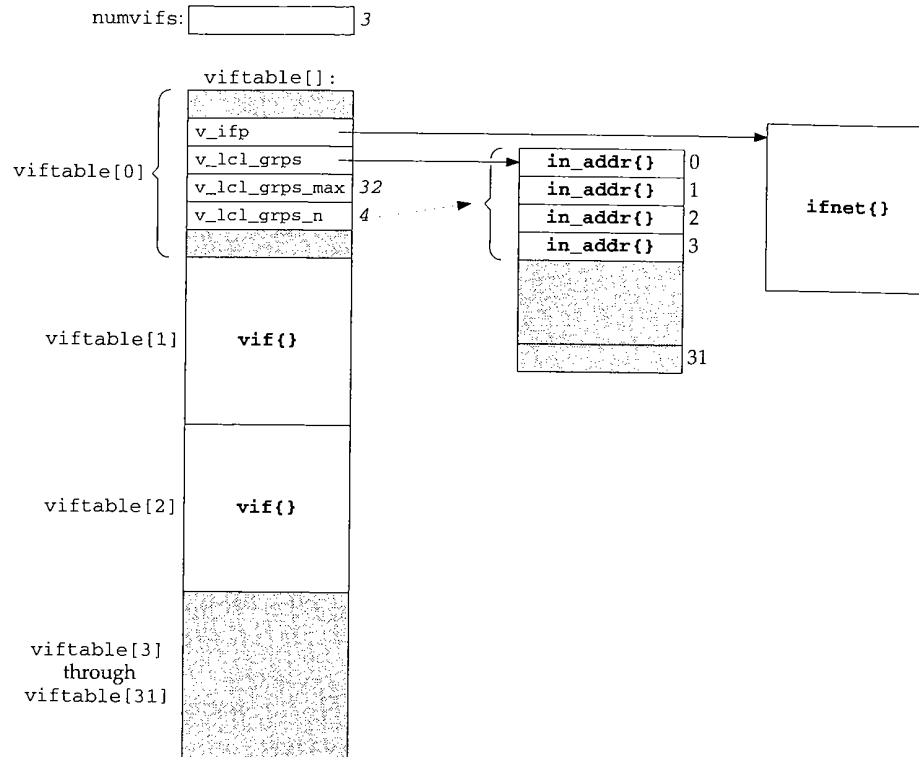 numvifs: 3
viftable[]:
viftable[0]
v_ifp
v_lcl_grps
v_lcl_grps_max 32
v_lcl_grps_n 4
in_addr{} 0
in_addr{} 1
in_addr{} 2
in_addr{} 3
31
ifnet{}
viftable[1] vif{}
viftable[2] vif{}
viftable[3]
through
viftable[31]